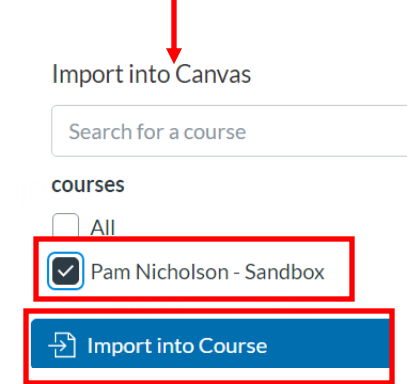 Import into Canvas
Search for a course
courses
All
Pam Nicholson - Sandbox
Import into Course